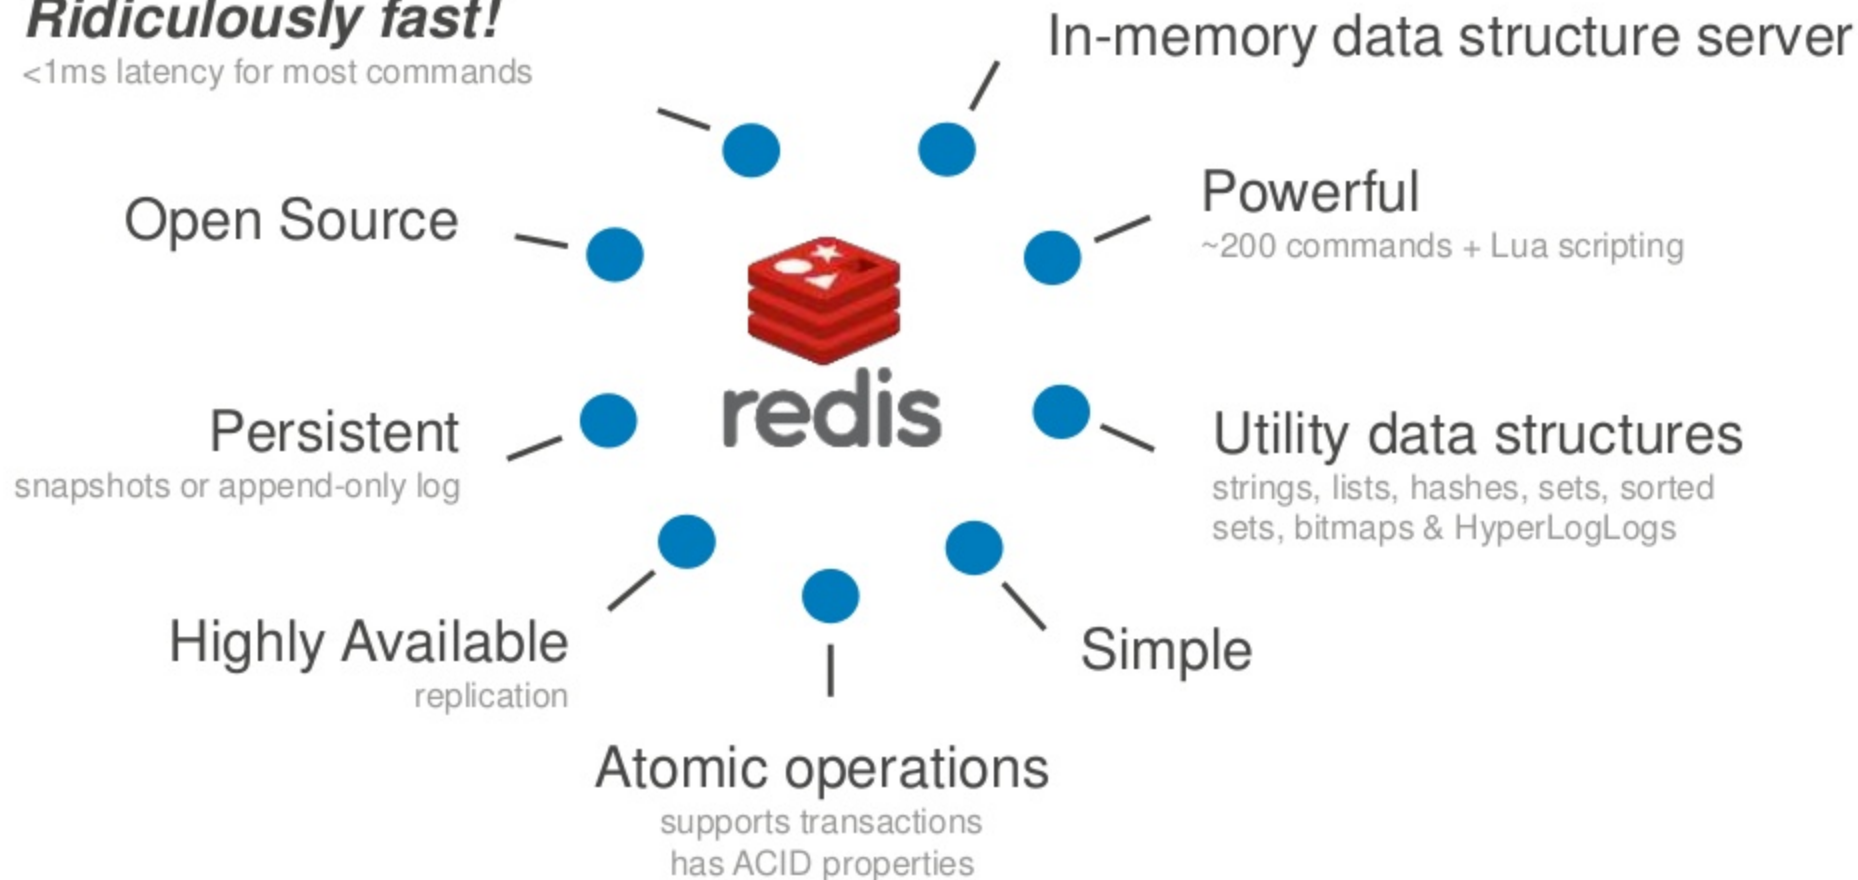 Ridiculously fast!
<1ms latency for most commands
In-memory data structure server
Open Source
Powerful
~200 commands + Lua scripting
redis
Persistent
snapshots or append-only log
Utility data structures
strings, lists, hashes, sets, sorted
sets, bitmaps & HyperLogLogs
Highly Available
replication
Simple
Atomic operations
supports transactions
has ACID properties